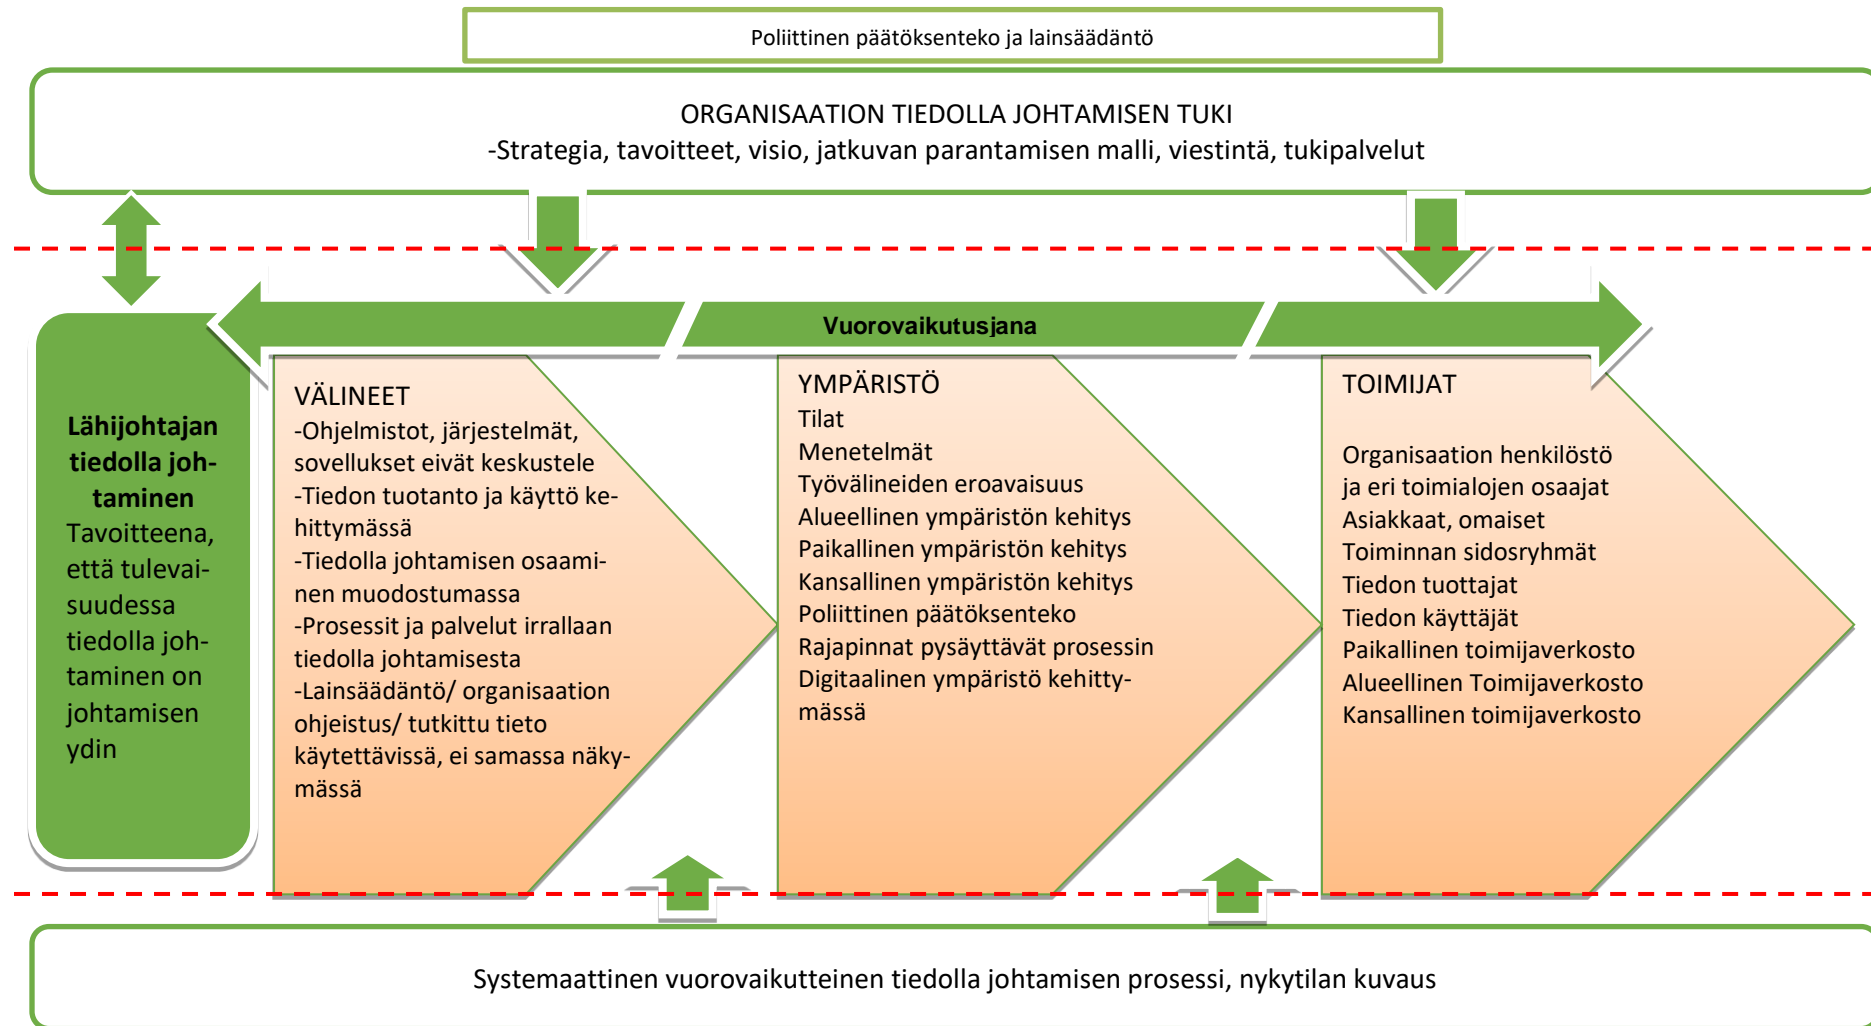 Poliittinen päätöksenteko ja lainsäädäntö
ORGANISAATION TIEDOLLA JOHTAMISEN TUKI
-Strategia, tavoitteet, visio, jatkuvan parantamisen malli, viestintä, tukipalvelut
Vuorovaikutusjana
Lähijohtajan
tiedolla joh-
taminen
Tavoitteena,
että tulevai-
suudessa
tiedolla joh-
taminen on
johtamisen
ydin
VÄLINEET
-Ohjelmistot, järjestelmät,
sovellukset eivät keskustele
-Tiedon tuotanto ja käyttö ke-
hittymässä
-Tiedolla johtamisen osaami-
nen muodostumassa
-Prosessit ja palvelut irrallaan
tiedolla johtamisesta
-Lainsäädäntö/ organisaation
ohjeistus/ tutkittu tieto
käytettävissä, ei samassa näky-
mässä
YMPÄRISTÖ
Tilat
Menetelmät
Työvälineiden eroavaisuus
Alueellinen ympäristön kehitys
Paikallinen ympäristön kehitys
Kansallinen ympäristön kehitys
Poliittinen päätöksenteko
Rajapinnat pysäyttävät prosessin
Digitaalinen ympäristö kehitty-
mässä
TOIMIJAT
Organisaation henkilöstö
ja eri toimialojen osaajat
Asiakkaat, omaiset
Toiminnan sidosryhmät
Tiedon tuottajat
Tiedon käyttäjät
Paikallinen toimijaverkosto
Alueellinen Toimijaverkosto
Kansallinen toimijaverkosto
Systemaattinen vuorovaikutteinen tiedolla johtamisen prosessi, nykytilan kuvaus